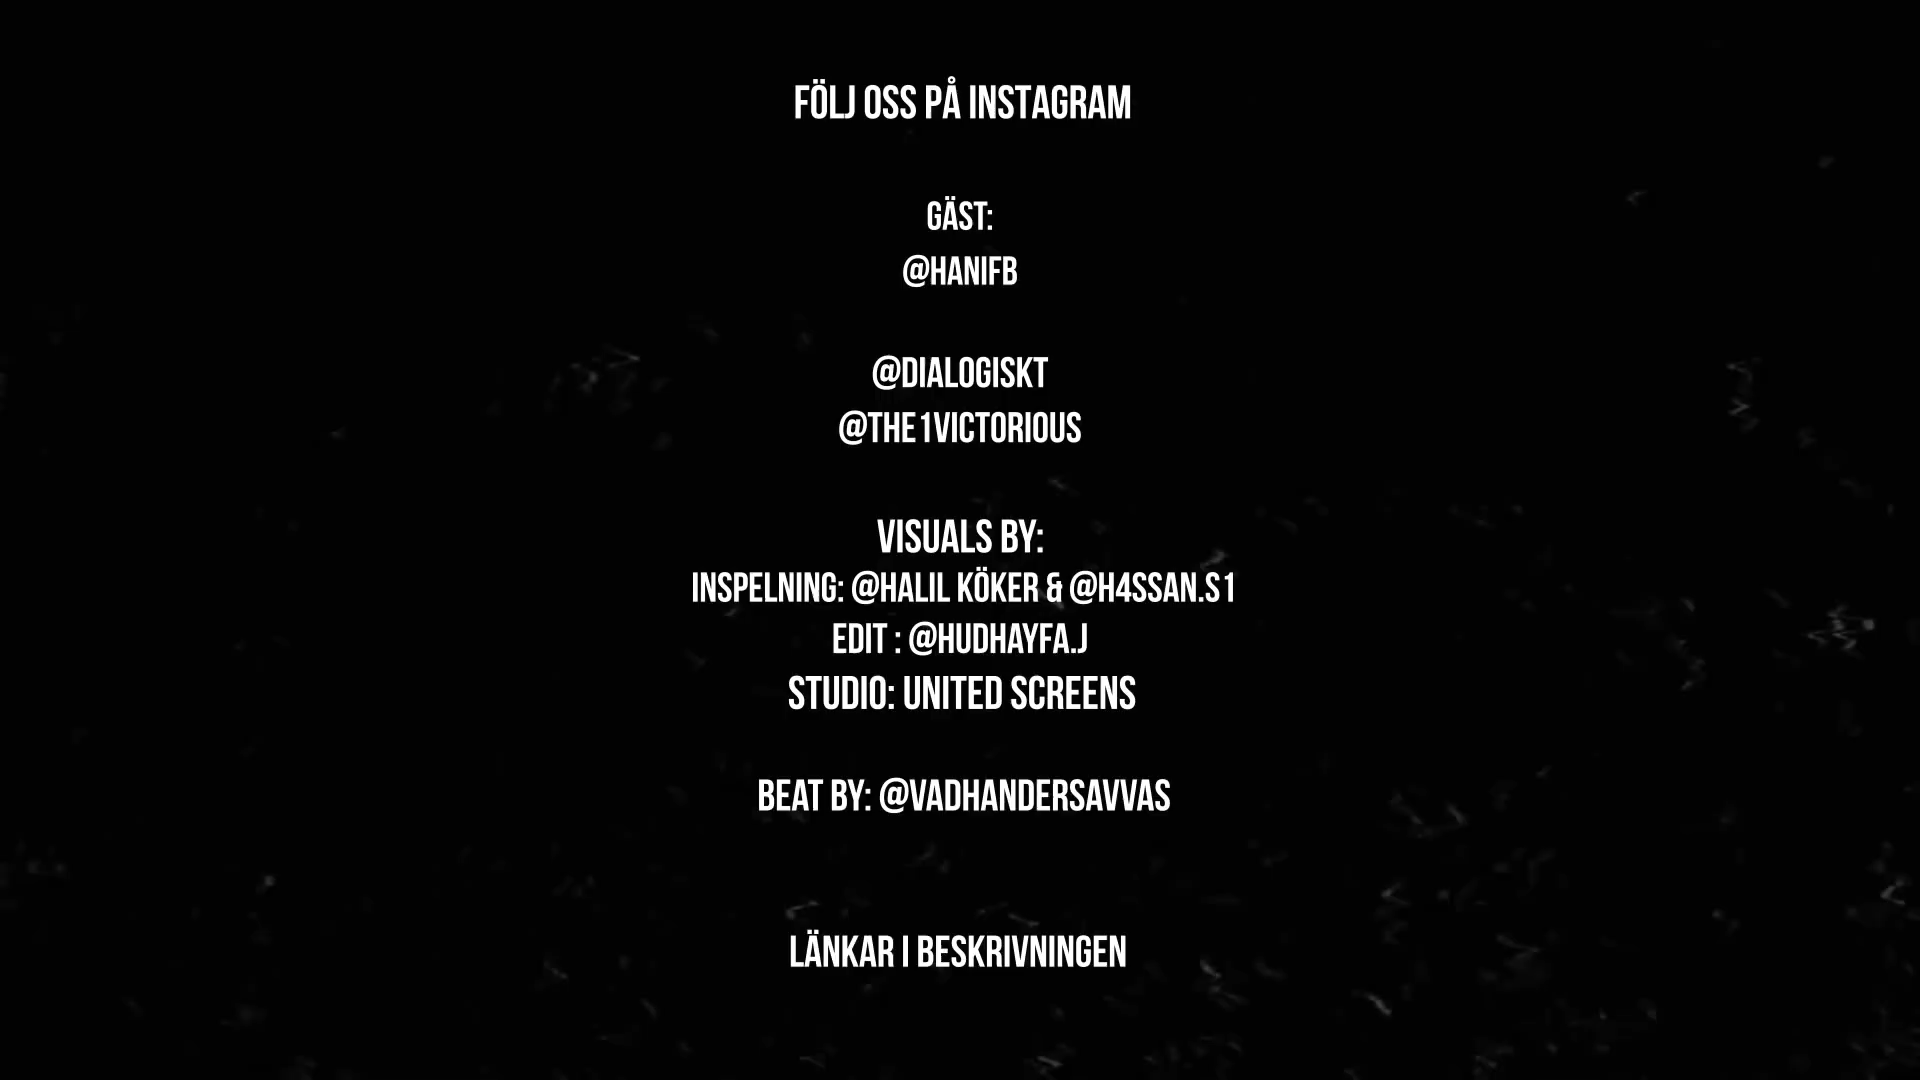 FÖLJ OSS PÅ INSTAGRAM
GÄST:
@HANIFB
@DIALOGISKT
@THE1VICTORIOUS
VISUALS BY:
INSPELNING: @HALIL KÖKER & @H4SSAN.S1
EDIT : @HUDHAYFA.J
STUDIO: UNITED SCREENS
BEAT BY: @VADHANDERSAVVAS
LÄNKAR I BESKRIVNINGEN